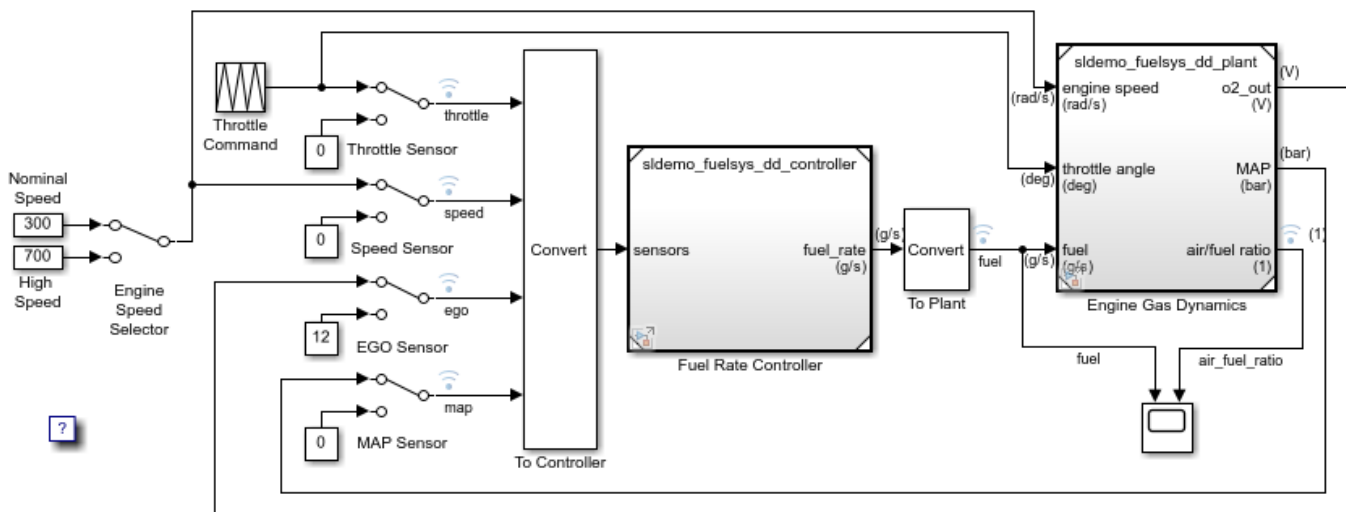 Throttle
Command
throttle
0
Throttle Sensor
Nominal
Speed
300
700
High
Speed
Engine
Speed
Selector
speed
0
Speed Sensor
ego
12
EGO Sensor
map
0
MAP Sensor
?
Convert
To Controller
sldemo_fuelsys_dd_controller
sensors
fuel_rate
(g/s)
Fuel Rate Controller
(g/s)
Convert
To Plant
fuel
(rad/s)
(deg)
(g/s)
sldemo_fuelsys_dd_plant
engine speed
(rad/s)
o2_out
(V)
throttle angle
(deg)
MAP
(bar)
fuel
(g/s)
air/fuel ratio
(1)
Engine Gas Dynamics
(V)
(bar)
(1)
fuel
air_fuel_ratio